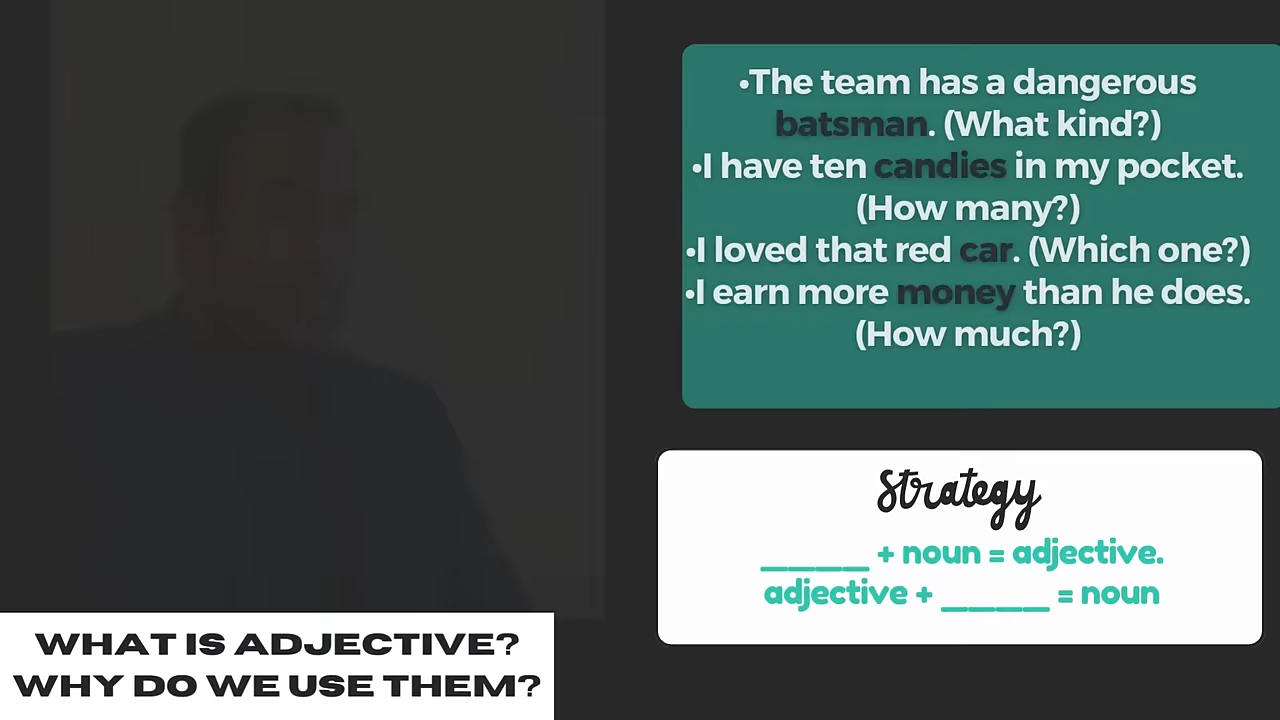 •The team has a dangerous
batsman. (What kind?)
•I have ten candies in my pocket.
(How many?)
•I loved that red car. (Which one?)
•I earn more money than he does.
(How much?)
Strategy
____ + noun = adjective.
adjective + ____ = noun
WHAT IS ADJECTIVE?
WHY DO WE USE THEM?